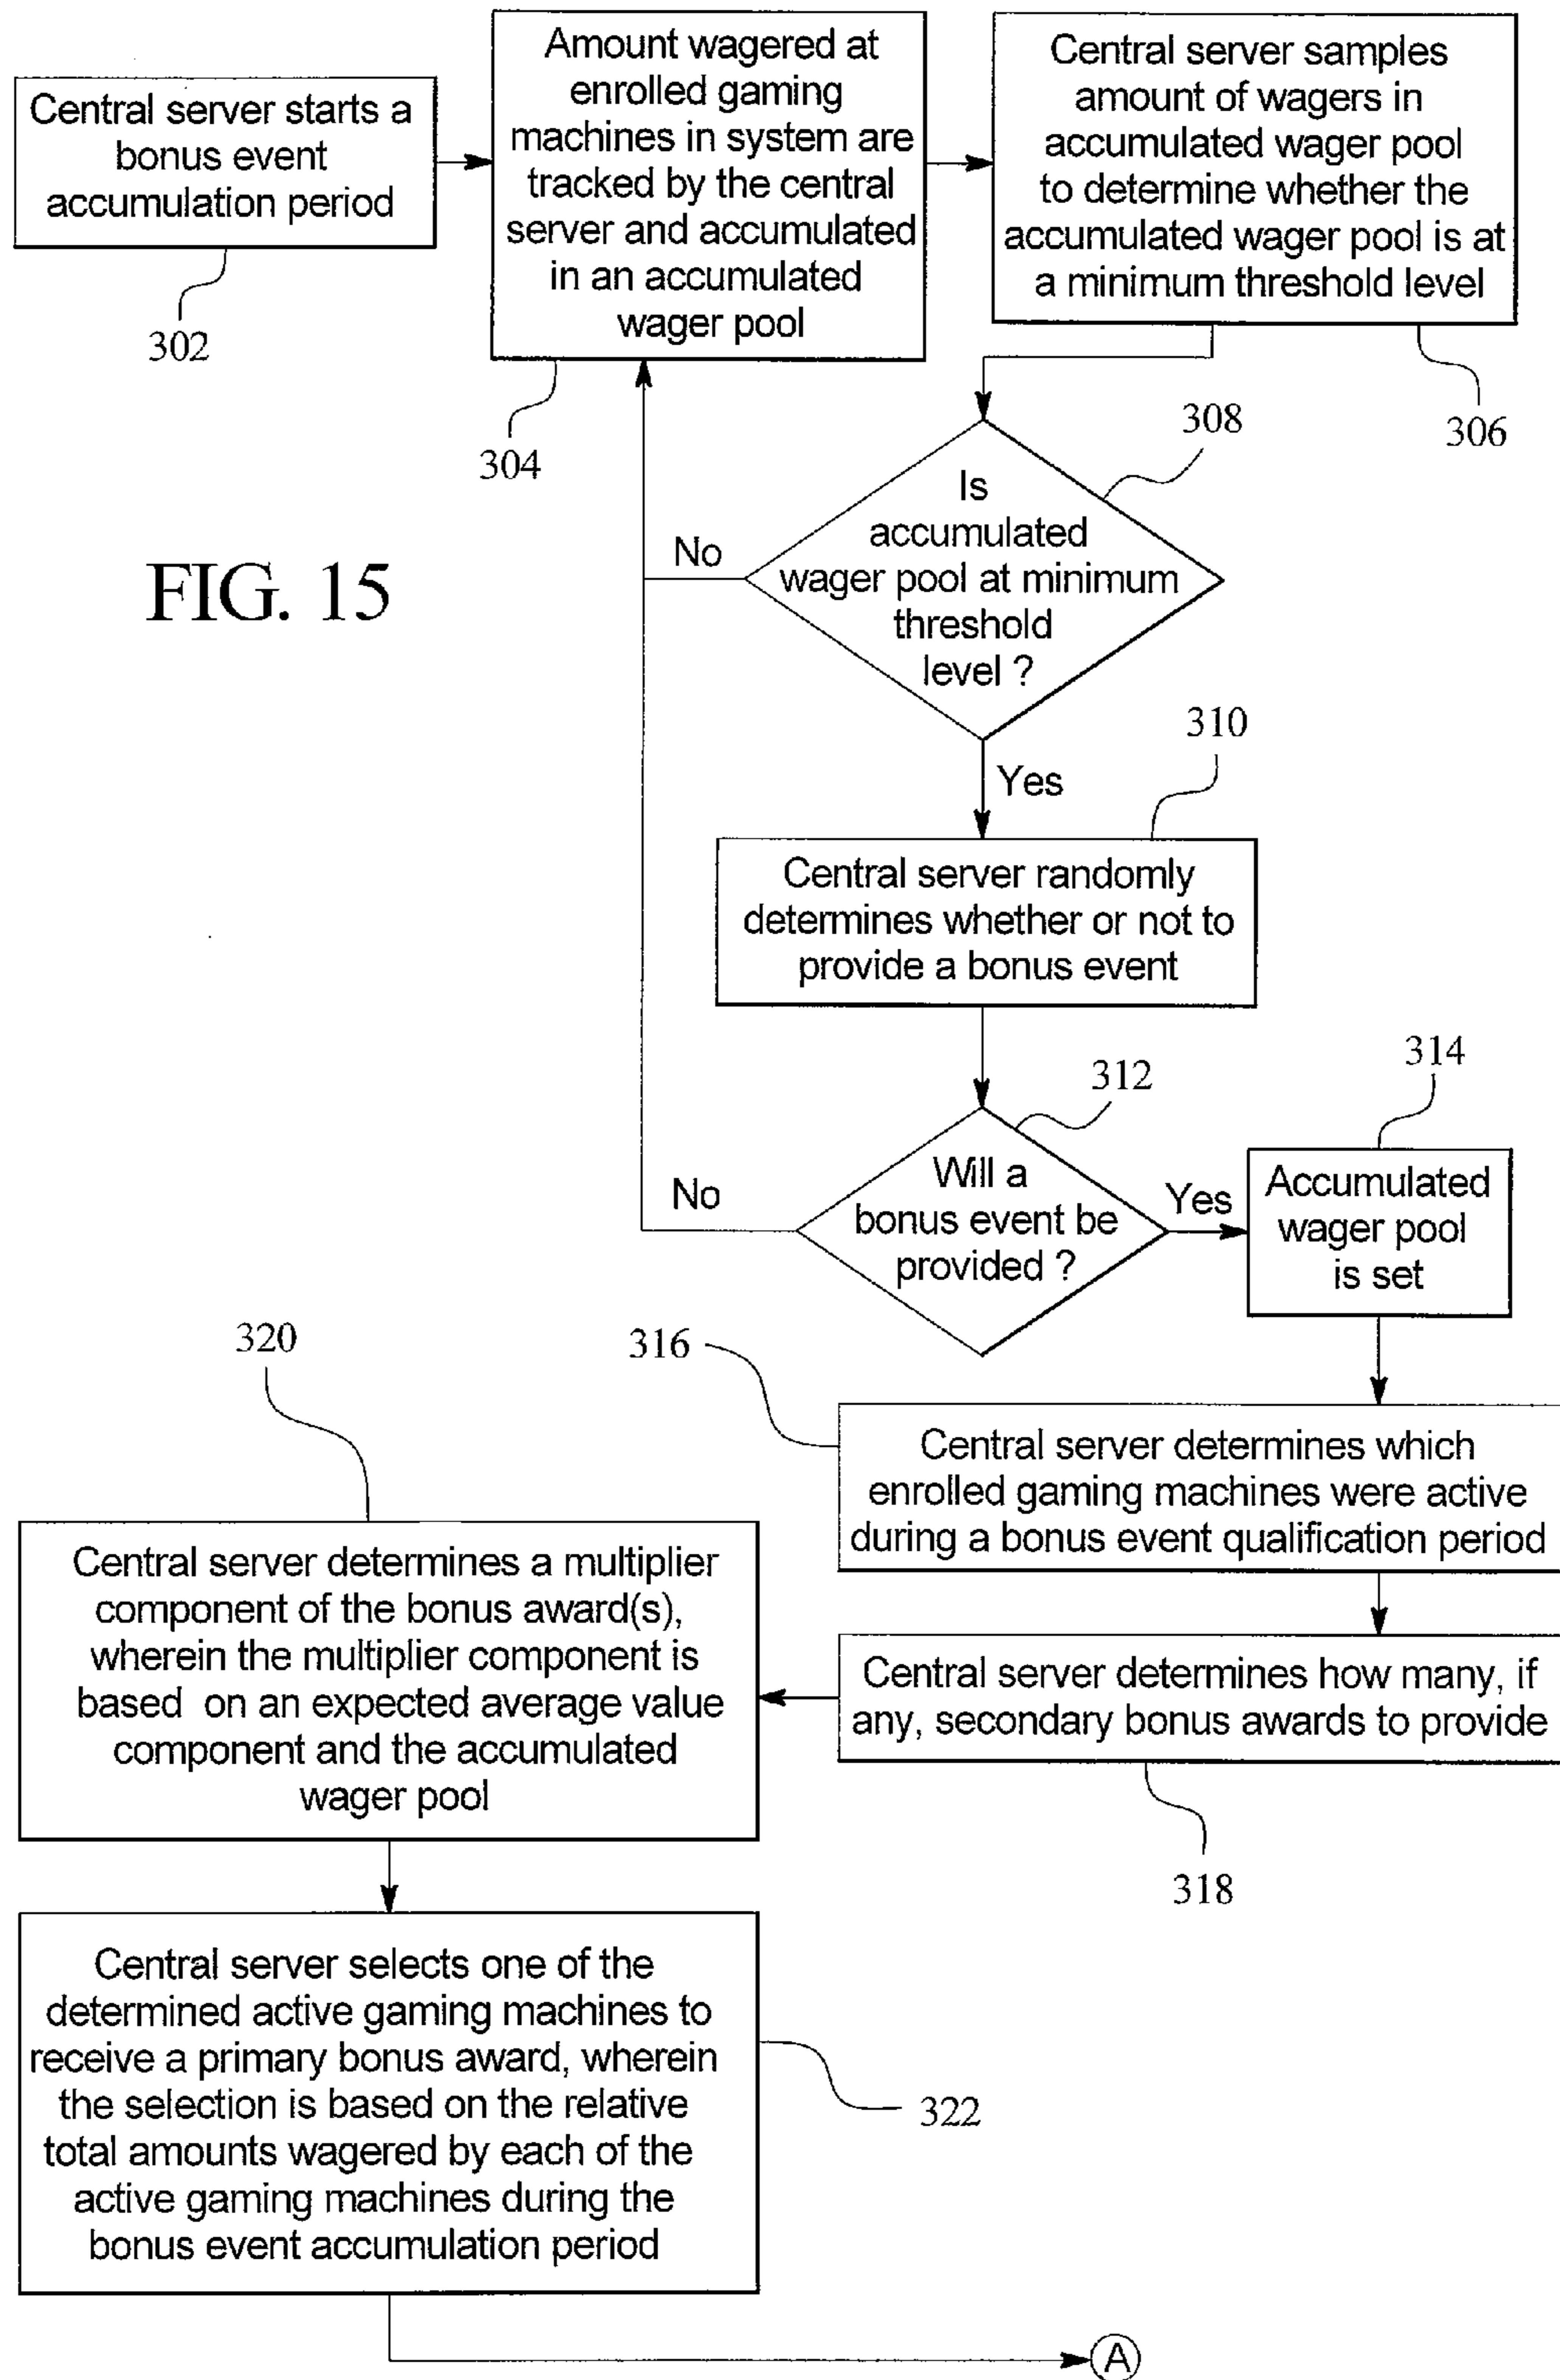 Central server starts a
bonus event
accumulation period
302
Amount wagered at
enrolled gaming
machines in system are
tracked by the central
server and accumulated
in an accumulated
wager pool
304
Central server samples
amount of wagers in
accumulated wager pool
to determine whether the
accumulated wager pool is at
a minimum threshold level
306
308
Is
accumulated
wager pool at minimum
threshold
level ?
No
Yes
FIG. 15
310
Central server randomly
determines whether or not to
provide a bonus event
312
Will a
bonus event be
provided ?
No
Yes
314
Accumulated
wager pool
is set
316
Central server determines which
enrolled gaming machines were active
during a bonus event qualification period
Central server determines how many, if
any, secondary bonus awards to provide
318
320
Central server determines a multiplier
component of the bonus award(s),
wherein the multiplier component is
based on an expected average value
component and the accumulated
wager pool
Central server selects one of the
determined active gaming machines to
receive a primary bonus award, wherein
the selection is based on the relative
total amounts wagered by each of the
active gaming machines during the
bonus event accumulation period
322
A